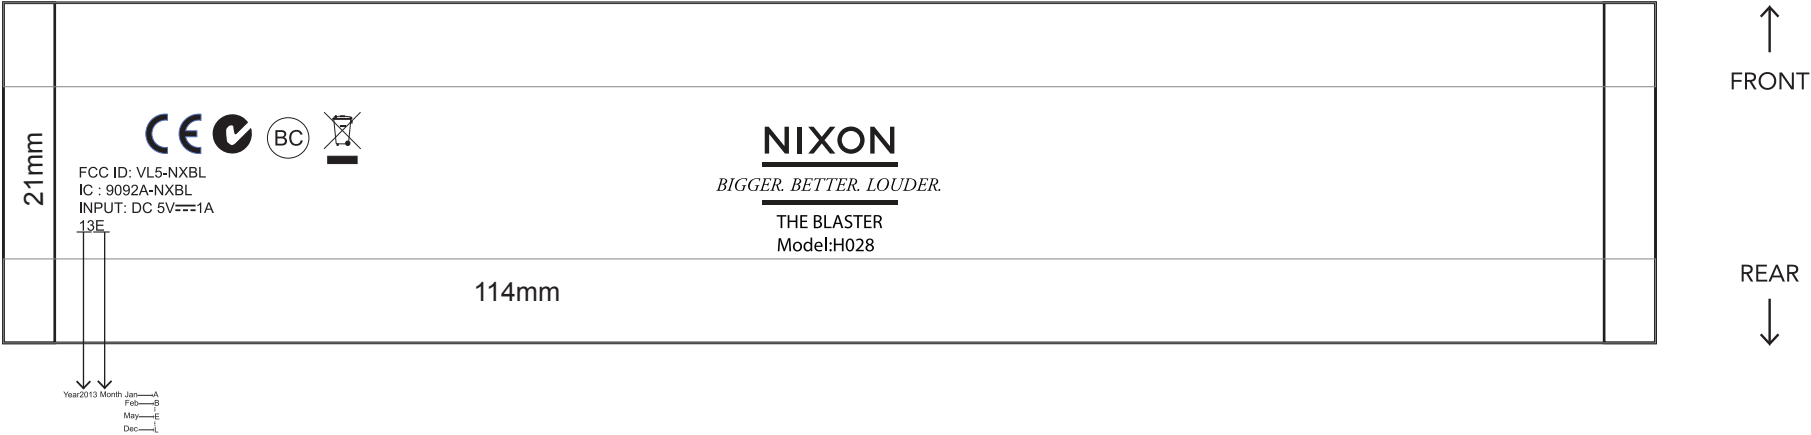 FRONT
21mm
CE
BC
NIXON
FCC ID: VL5-NXBL
IC : 9092A-NXBL
INPUT: DC 5V⎓1A
13E
BIGGER. BETTER. LOUDER.
THE BLASTER
Model:H028
REAR
114mm
Year2013 Month Jan—A
Feb—B
May—E
Dec—L